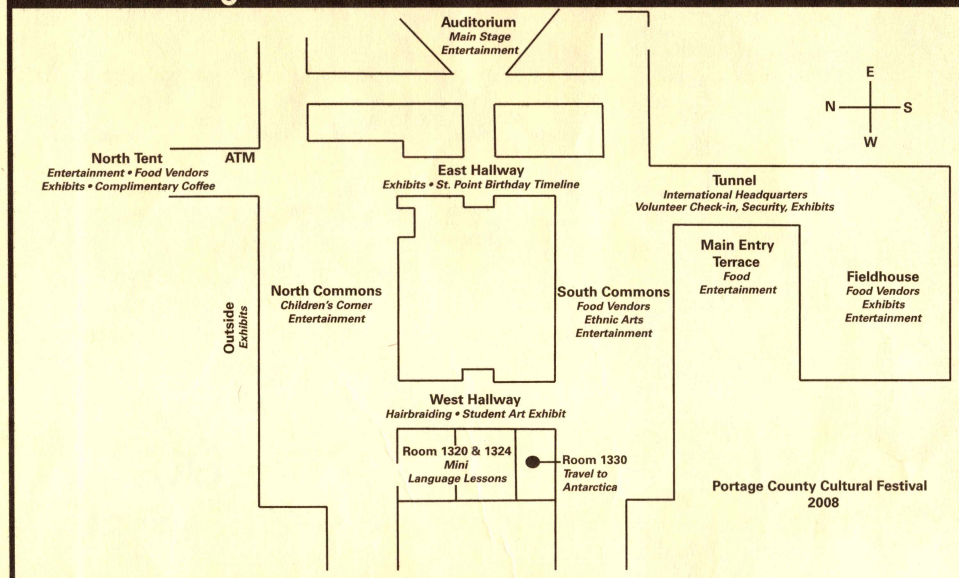 Auditorium
Main Stage
Entertainment
E
N
S
W
North Tent
Entertainment • Food Vendors
Exhibits • Complimentary Coffee
ATM
East Hallway
Exhibits • St. Point Birthday Timeline
Tunnel
International Headquarters
Volunteer Check-in, Security, Exhibits
Main Entry
Terrace
Food
Entertainment
Fieldhouse
Food Vendors
Exhibits
Entertainment
Outside
Exhibits
North Commons
Children's Corner
Entertainment
South Commons
Food Vendors
Ethnic Arts
Entertainment
West Hallway
Hairbraiding • Student Art Exhibit
Room 1320 & 1324
Mini
Language Lessons
Room 1330
Travel to
Antarctica
Portage County Cultural Festival
2008